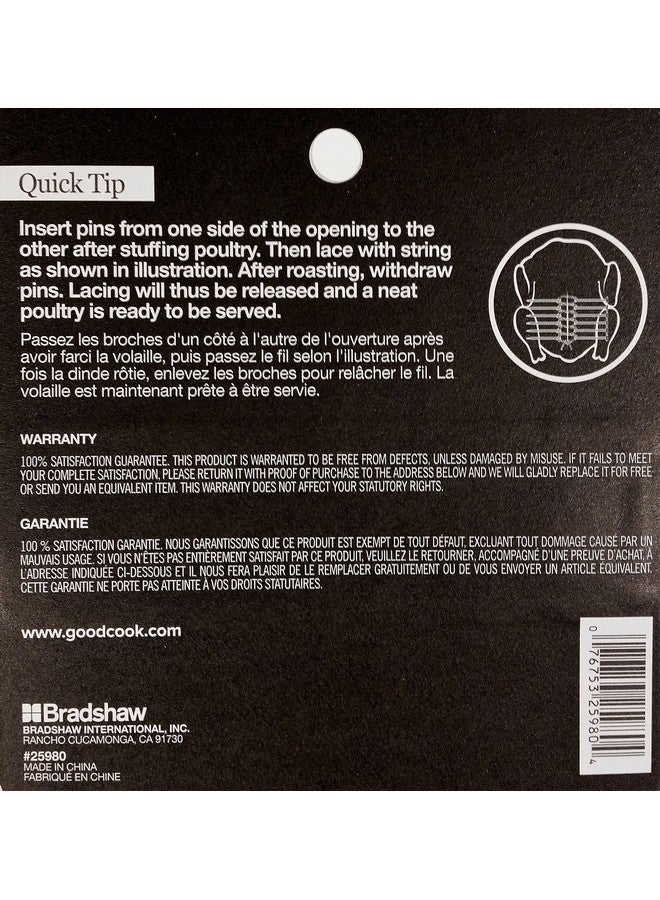 Quick Tip
Insert pins from one side of the opening to the
other after stuffing poultry. Then lace with string
as shown in illustration. After roasting, withdraw
pins. Lacing will thus be released and a neat
poultry is ready to be served.
Passez les broches d'un côté à l'autre de l'ouverture après
avoir farci la volaille, puis passez le fil selon l'illustration. Une
fois la dinde rôtie, enlevez les broches pour relâcher le fil. La
volaille est maintenant prête à être servie.
WARRANTY
100% SATISFACTION GUARANTEE. THIS PRODUCT IS WARRANTED TO BE FREE FROM DEFECTS, UNLESS DAMAGED BY MISUSE. IF IT FAILS TO MEET
YOUR COMPLETE SATISFACTION, PLEASE RETURN IT WITH PROOF OF PURCHASE TO THE ADDRESS BELOW AND WE WILL GLADLY REPLACE IT FOR FREE
OR SEND YOU AN EQUIVALENT ITEM. THIS WARRANTY DOES NOT AFFECT YOUR STATUTORY RIGHTS.
GARANTIE
100 % SATISFACTION GARANTIE. NOUS GARANTISSONS QUE CE PRODUIT EST EXEMPT DE TOUT DÉFAUT, EXCLUANT TOUT DOMMAGE CAUSÉ PAR UN
MAUVAIS USAGE. SI VOUS N'ÊTES PAS ENTIÈREMENT SATISFAIT PAR CE PRODUIT, VEUILLEZ LE RETOURNER, ACCOMPAGNÉ D'UNE PREUVE D'ACHAT, À
L'ADRESSE INDIQUÉE CI-DESSOUS ET IL NOUS FERA PLAISIR DE LE REMPLACER GRATUITEMENT OU DE VOUS ENVOYER UN ARTICLE ÉQUIVALENT.
CETTE GARANTIE NE PORTE PAS ATTEINTE À VOS DROITS STATUTAIRES.
www.goodcook.com
Bradshaw
BRADSHAW INTERNATIONAL, INC.
RANCHO CUCAMONGA, CA 91730
#25980
MADE IN CHINA
FABRIQUÉ EN CHINE
0 76753 25980 4